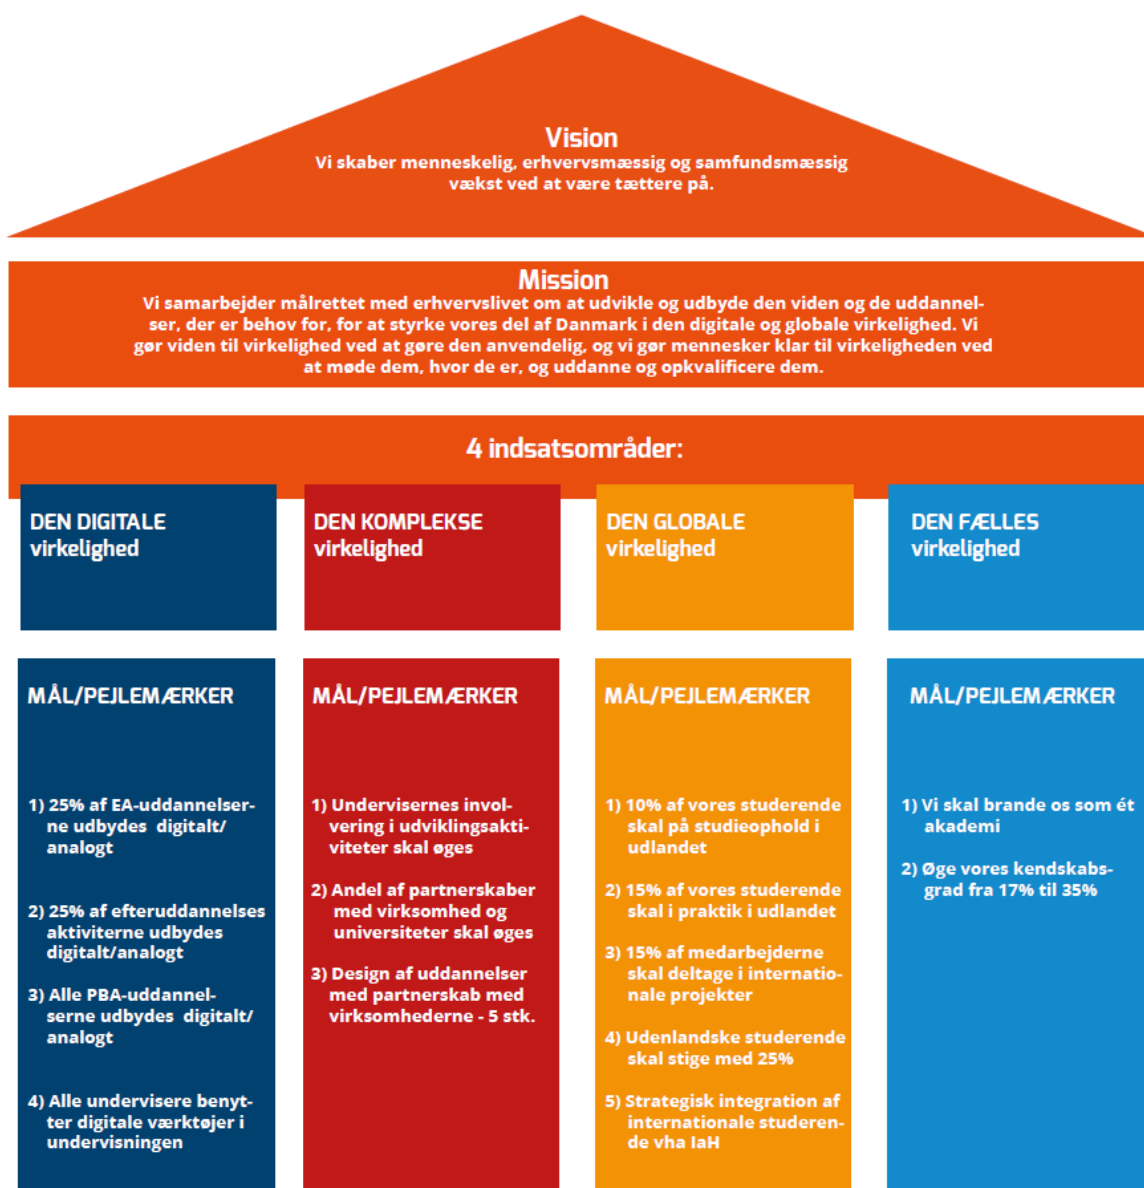 Vision
Vi skaber menneskelig, erhvervsmæssig og samfundsmæssig
vækst ved at være tættere på.
Mission
Vi samarbejder målrettet med erhvervslivet om at udvikle og udbyde den viden og de uddannel-
ser, der er behov for, for at styrke vores del af Danmark i den digitale og globale virkelighed. Vi
gør viden til virkelighed ved at gøre den anvendelig, og vi gør mennesker klar til virkeligheden ved
at møde dem, hvor de er, og uddanne og opkvalificere dem.
4 indsatsområder:
DEN DIGITALE
virkelighed
MÅL/PEJLEMÆRKER
1) 25% af EA-uddannelser-
ne udbydes digitalt/
analogt
2) 25% af efteruddannelses
aktiviterne udbydes
digitalt/analogt
3) Alle PBA-uddannel-
serne udbydes digitalt/
analogt
4) Alle undervisere benyt-
ter digitale værktøjer i
undervisningen
DEN KOMPLEKSE
virkelighed
MÅL/PEJLEMÆRKER
1) Undervisernes invol-
vering i udviklingsakti-
viteter skal øges
2) Andel af partnerskaber
med virksomhed og
universiteter skal øges
3) Design af uddannelser
med partnerskab med
virksomhederne - 5 stk.
DEN GLOBALE
virkelighed
MÅL/PEJLEMÆRKER
1) 10% af vores studerende
skal på studieophold i
udlandet
2) 15% af vores studerende
skal i praktik i udlandet
3) 15% af medarbejderne
skal deltage i internatio-
nale projekter
4) Udenlandske studerende
skal stige med 25%
5) Strategisk integration af
internationale studeren-
de vha IaH
DEN FÆLLES
virkelighed
MÅL/PEJLEMÆRKER
1) Vi skal brande os som ét
akademi
2) Øge vores kendskabs-
grad fra 17% til 35%